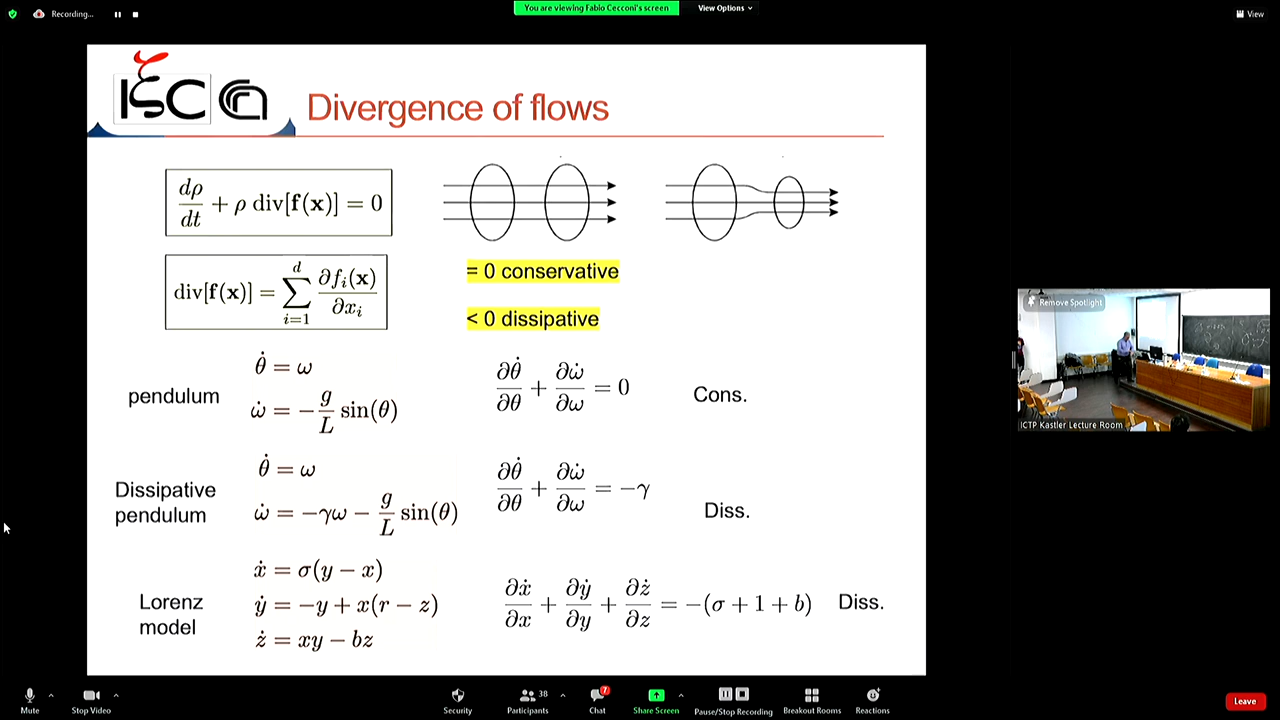 Recording...
You are viewing Fabio Cecconi's screen
View Options
View
ISC
Divergence of flows
dρ/dt + ρ div[f(x)] = 0
div[f(x)] = ∑_{i=1}^{d} ∂f_i(x)/∂x_i
= 0 conservative
< 0 dissipative
pendulum
θ̇ = ω
ω̇ = −g/L sin(θ)
∂θ̇/∂θ + ∂ω̇/∂ω = 0
Cons.
Dissipative
pendulum
θ̇ = ω
ω̇ = −γω − g/L sin(θ)
∂θ̇/∂θ + ∂ω̇/∂ω = −γ
Diss.
Lorenz
model
ẋ = σ(y − x)
ẏ = −y + x(r − z)
ż = xy − bz
∂ẋ/∂x + ∂ẏ/∂y + ∂ż/∂z = −(σ + 1 + b)
Diss.
Remove Spotlight
ICTP Kastler Lecture Room
Mute
Stop Video
Security
38
Participants
7
Chat
Share Screen
Pause/Stop Recording
Breakout Rooms
Reactions
Leave